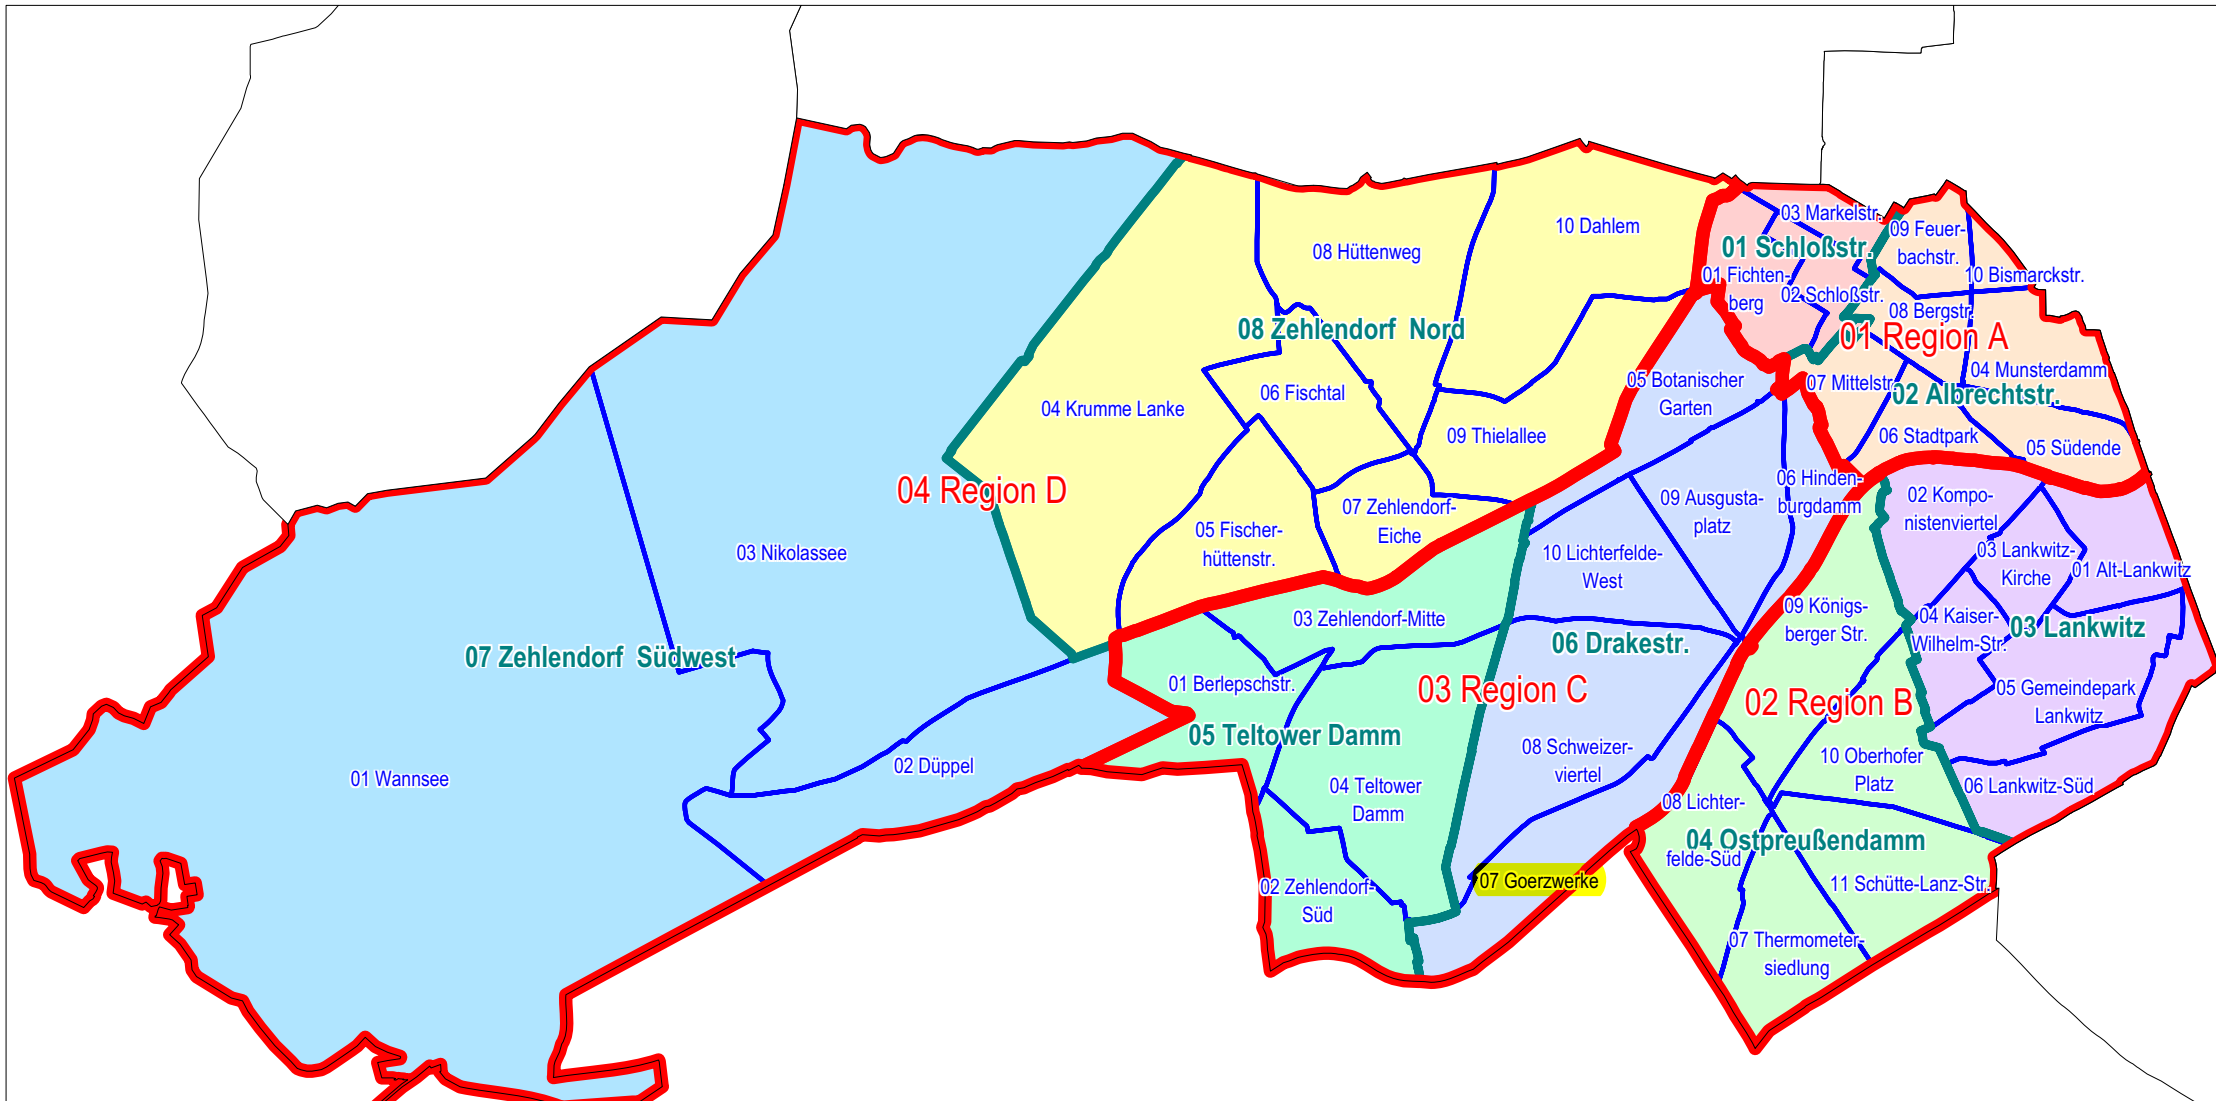 03 Markelstr.
10 Dahlem
09 Feuer-
bachstr.
08 Hüttenweg
01 Schloßstr.
01 Fichten-
berg
10 Bismarckstr.
02 Schloßstr.
08 Bergstr.
08 Zehlendorf Nord
01 Region A
04 Munsterdamm
05 Botanischer
Garten
07 Mittelstr.
02 Albrechtstr.
06 Fischtal
04 Krumme Lanke
09 Thielallee
06 Stadtpark
05 Südende
04 Region D
06 Hinden-
burgdamm
09 Ausgusta-
platz
02 Kompo-
nistenviertel
07 Zehlendorf-
Eiche
05 Fischer-
hüttenstr.
03 Nikolassee
10 Lichterfelde-
West
03 Lankwitz-
Kirche
01 Alt-Lankwitz
09 Königs-
berger Str.
03 Zehlendorf-Mitte
04 Kaiser-
Wilhelm-Str.
03 Lankwitz
06 Drakestr.
07 Zehlendorf Südwest
01 Berlepschstr.
03 Region C
02 Region B
05 Gemeindepark
Lankwitz
05 Teltower Damm
08 Schweizer-
viertel
10 Oberhofer
Platz
02 Düppel
01 Wannsee
04 Teltower
Damm
06 Lankwitz-Süd
08 Lichter-
felde-Süd
04 Ostpreußendamm
07 Goerzwerke
02 Zehlendorf-
Süd
11 Schütte-Lanz-Str.
07 Thermometer-
siedlung